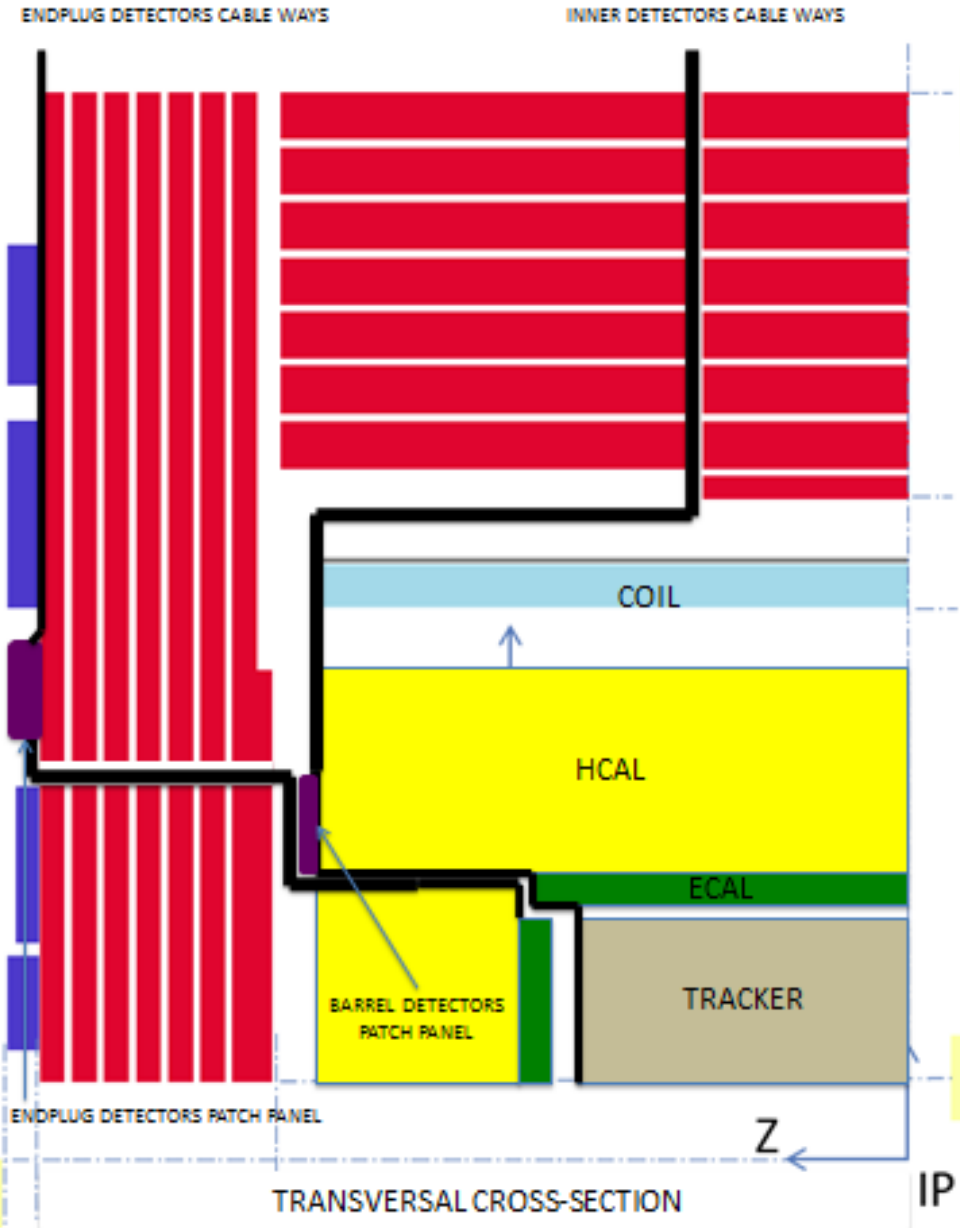 ENDPLUG DETECTORS CABLE WAYS
INNER DETECTORS CABLE WAYS
COIL
HCAL
ECAL
TRACKER
BARREL DETECTORS
PATCH PANEL
ENDPLUG DETECTORS PATCH PANEL
Z
IP
TRANSVERSAL CROSS-SECTION